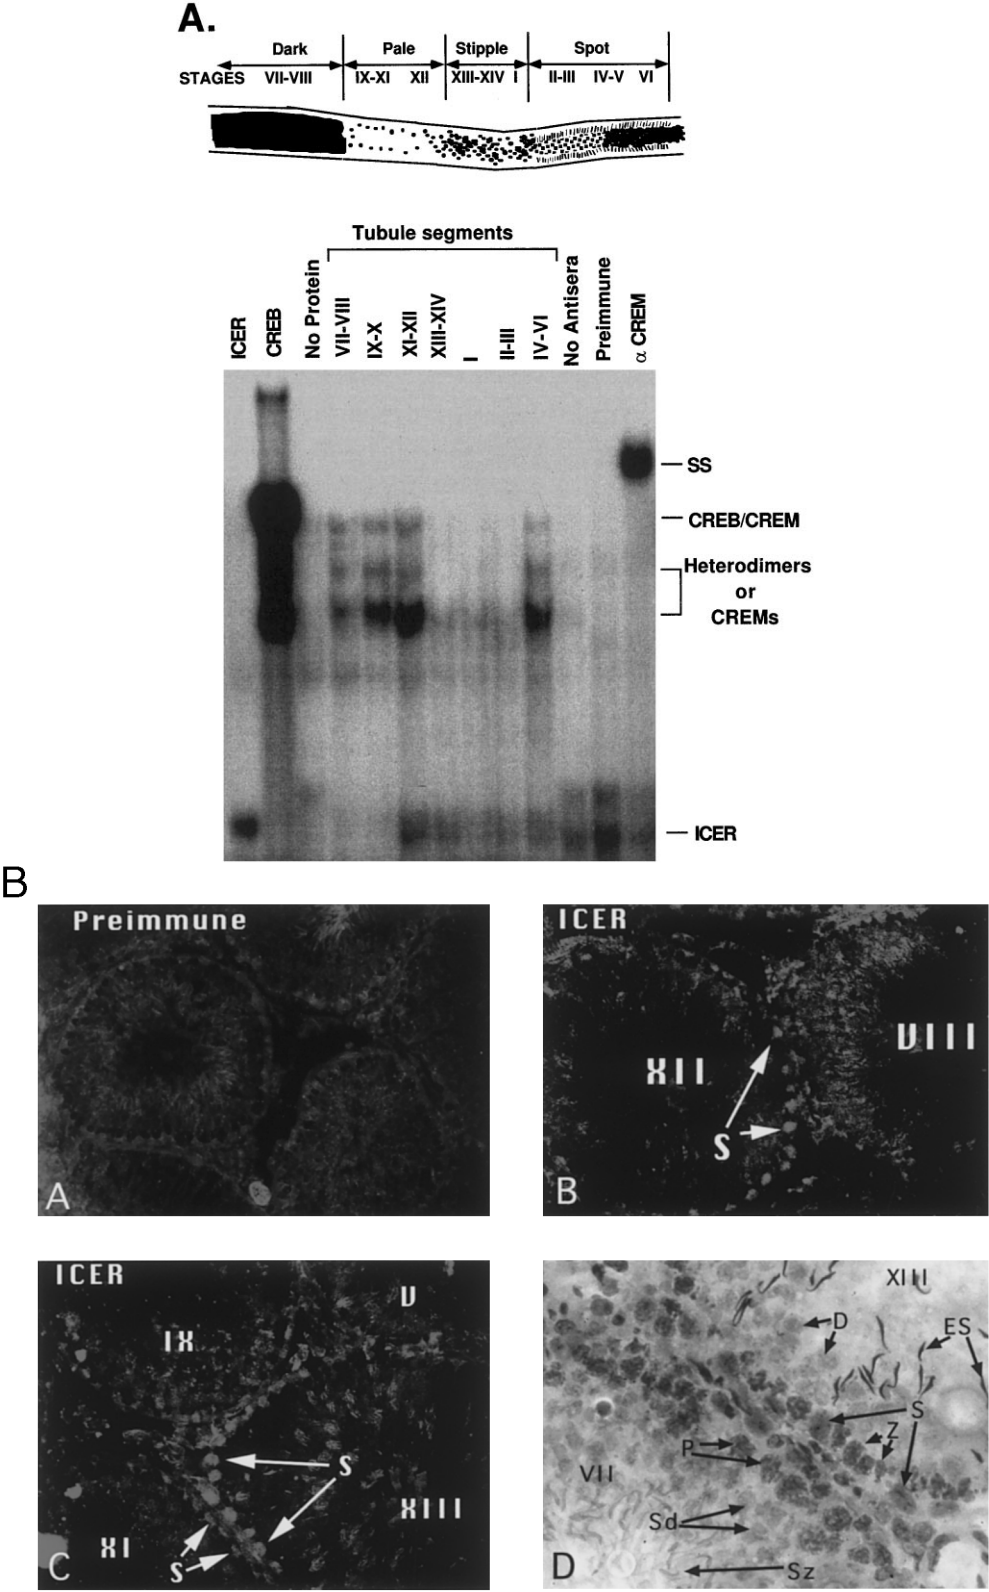 A.
Dark Pale Stipple Spot
STAGES VII-VIII IX-XI XII XIII-XIV I II-III IV-V VI
Tubule segments
ICER
CREB
No Protein
VII-VIII
IX-X
XI-XII
XIII-XIV
I
II-III
IV-VI
No Antisera
Preimmune
α CREM
SS
CREB/CREM
Heterodimers
or
CREMs
ICER
B
Preimmune
A
ICER
VIII
XII
S
B
ICER
V
IX
S
XIII
XI
S
C
XIII
D
ES
S
Z
P
VII
Sd
Sz
D